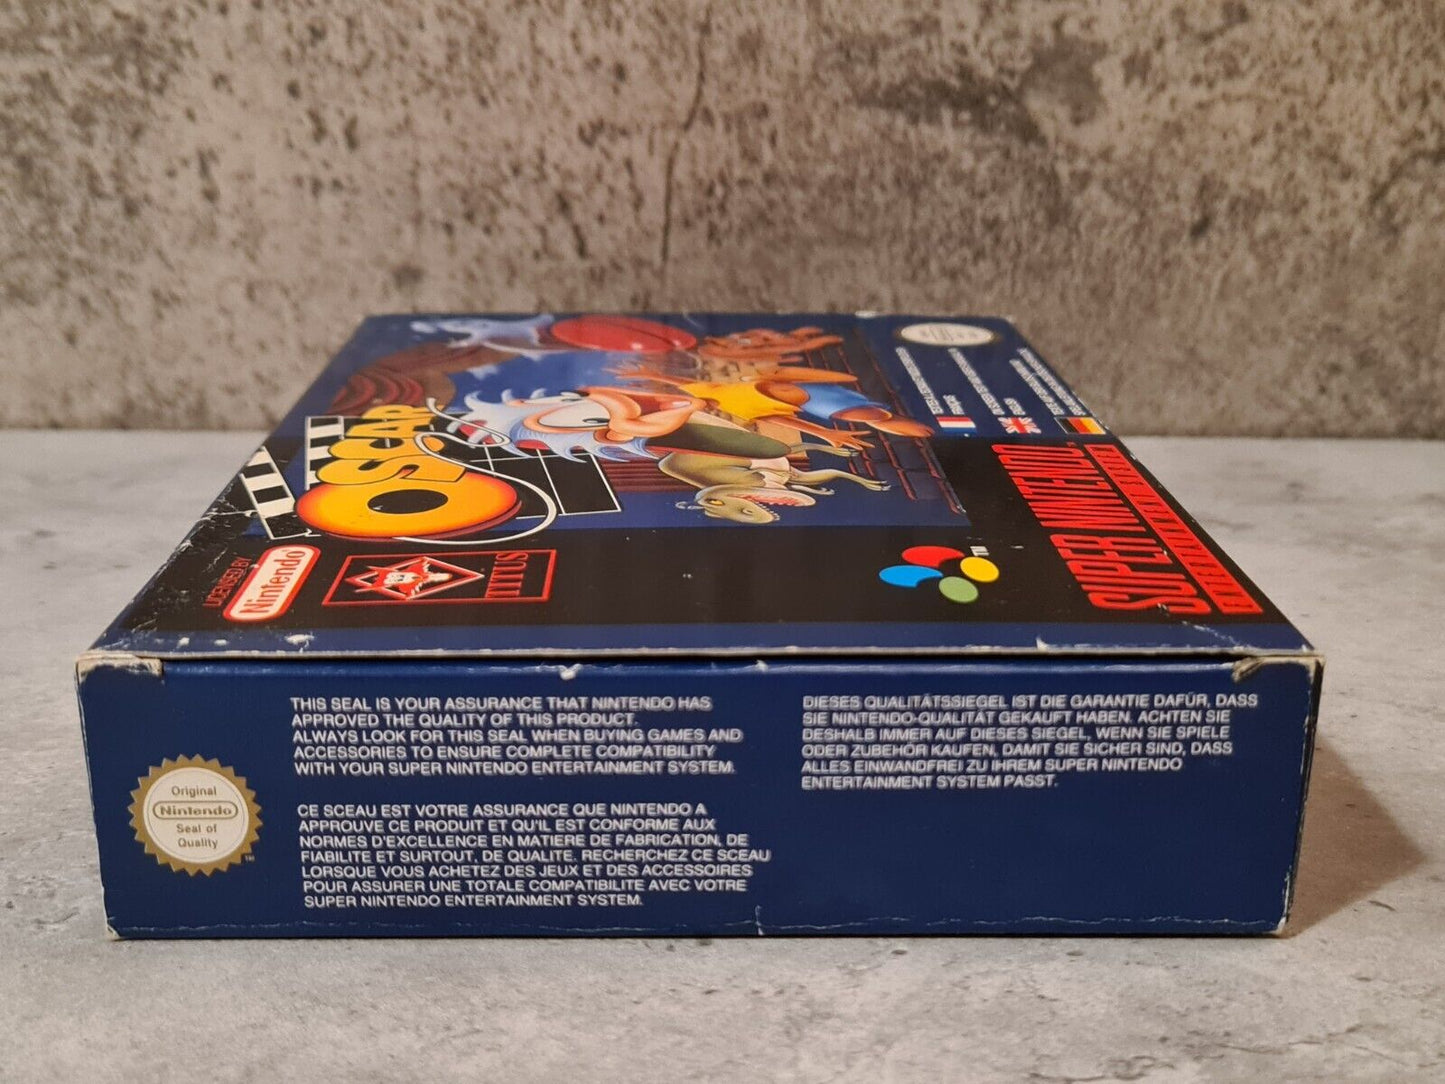 OSCAR
LICENSED BY
Nintendo
TITUS
SUPER NINTENDO
TM
ENTERTAINMENT SYSTEM
THIS SEAL IS YOUR ASSURANCE THAT NINTENDO HAS
APPROVED THE QUALITY OF THIS PRODUCT.
ALWAYS LOOK FOR THIS SEAL WHEN BUYING GAMES AND
ACCESSORIES TO ENSURE COMPLETE COMPATIBILITY
WITH YOUR SUPER NINTENDO ENTERTAINMENT SYSTEM.
Original
Nintendo
Seal of
Quality
TM
CE SCEAU EST VOTRE ASSURANCE QUE NINTENDO A
APPROUVE CE PRODUIT ET QU'IL EST CONFORME AUX
NORMES D'EXCELLENCE EN MATIERE DE FABRICATION, DE
FIABILITE ET SURTOUT, DE QUALITE. RECHERCHEZ CE SCEAU
LORSQUE VOUS ACHETEZ DES JEUX ET DES ACCESSOIRES
POUR ASSURER UNE TOTALE COMPATIBILITE AVEC VOTRE
SUPER NINTENDO ENTERTAINMENT SYSTEM.
DIESES QUALITÄTSSIEGEL IST DIE GARANTIE DAFÜR, DASS
SIE NINTENDO-QUALITÄT GEKAUFT HABEN. ACHTEN SIE
DESHALB IMMER AUF DIESES SIEGEL, WENN SIE SPIELE
ODER ZUBEHÖR KAUFEN, DAMIT SIE SICHER SIND, DASS
ALLES EINWANDFREI ZU IHREM SUPER NINTENDO
ENTERTAINMENT SYSTEM PASST.